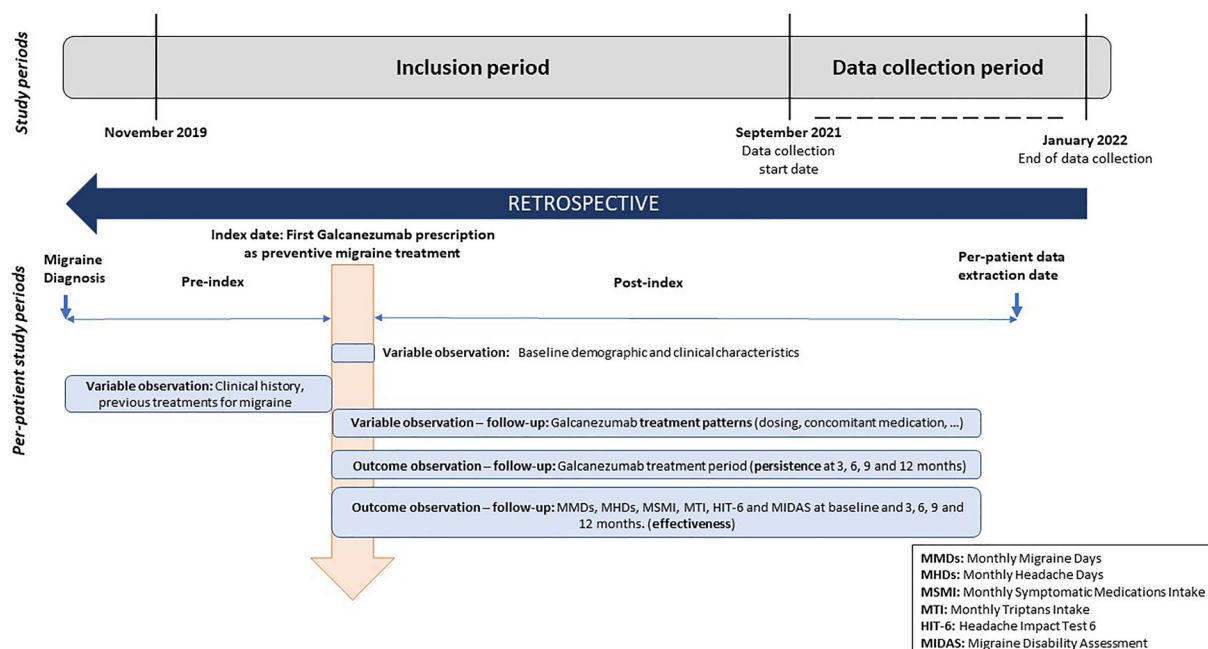 Study periods
Inclusion period
Data collection period
November 2019
September 2021
Data collection
start date
January 2022
End of data collection
RETROSPECTIVE
Per-patient study periods
Index date: First Galcanezumab prescription
as preventive migraine treatment
Migraine
Diagnosis
Pre-index
Post-index
Per-patient data
extraction date
Variable observation: Baseline demographic and clinical characteristics
Variable observation: Clinical history,
previous treatments for migraine
Variable observation – follow-up: Galcanezumab treatment patterns (dosing, concomitant medication, ...)
Outcome observation – follow-up: Galcanezumab treatment period (persistence at 3, 6, 9 and 12 months)
Outcome observation – follow-up: MMDs, MHDs, MSMI, MTI, HIT-6 and MIDAS at baseline and 3, 6, 9 and
12 months. (effectiveness)
MMDs: Monthly Migraine Days
MHDs: Monthly Headache Days
MSMI: Monthly Symptomatic Medications Intake
MTI: Monthly Triptans Intake
HIT-6: Headache Impact Test 6
MIDAS: Migraine Disability Assessment